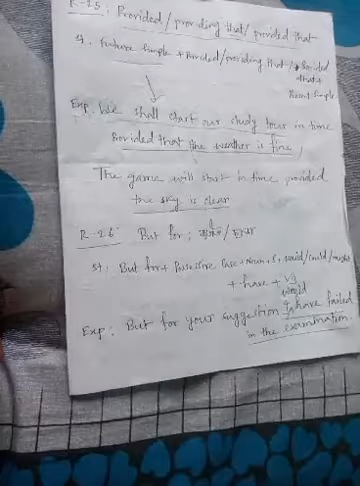 R-25: Provided/providing that/provided that
St. Future Simple + Provided/providing that/Provided
that +
Present Simple
Exp. We shall start our study tour in time
Provided that the weather is fine,
The game will start in time provided
the sky is clear
R-26: But for;
St: But for + Possessive Case + Noun + S + would/could/might
+ have + V3
would
Exp: But for your suggestion I have failed
in the examination.